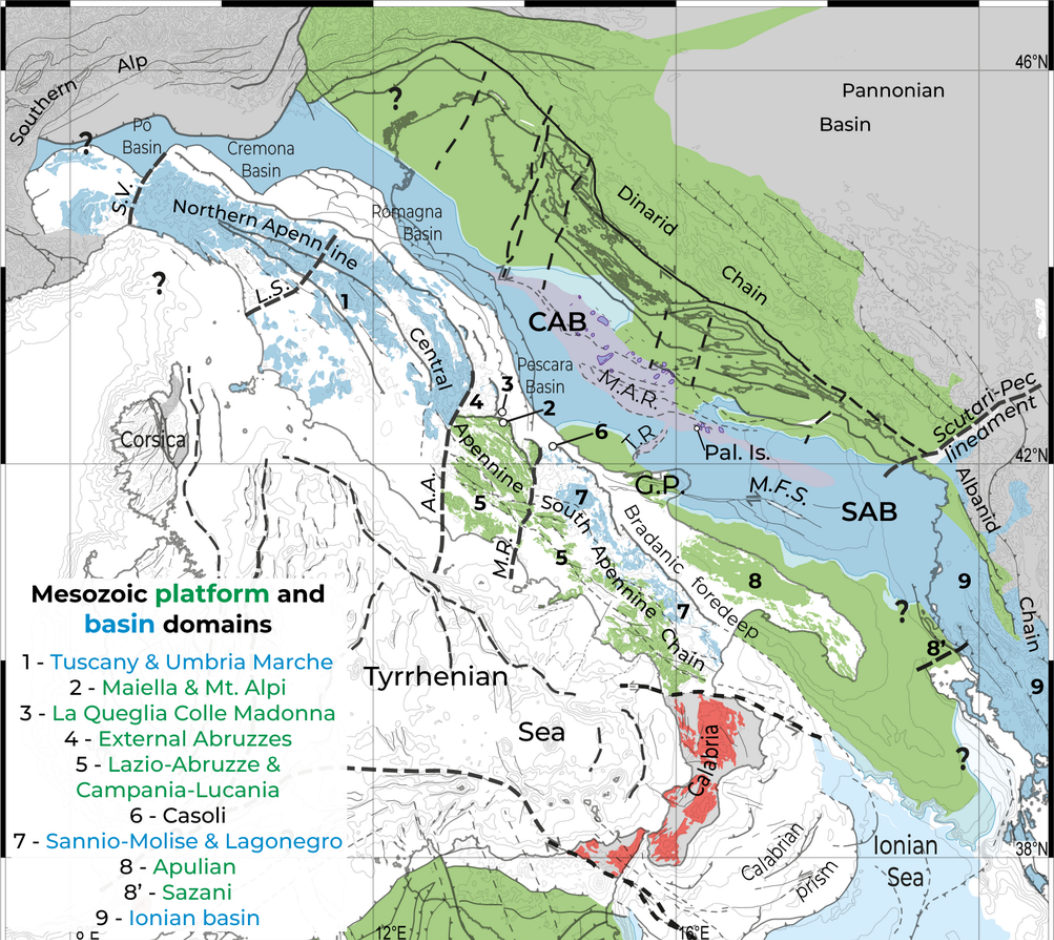 46°N
Southern Alp
Pannonian
Basin
?
?
Po
Basin
Cremona
Basin
S.V.
Northern Apennine
Romagna
Basin
Dinarid
Chain
?
L.S.
1
CAB
Central
Pescara
Basin
3
4
2
M.A.R.
Scutari-Pec
lineament
Corsica
6
T.R.
Pal. Is.
42°N
Apennine
G.P.
M.F.S.
A.A.
5
7
SAB
Albanid
Chain
South Apennine Chain
Bradanic foredeep
M.R.
5
8
9
?
7
8'
9
Mesozoic platform and
basin domains
1 - Tuscany & Umbria Marche
2 - Maiella & Mt. Alpi
3 - La Queglia Colle Madonna
4 - External Abruzzes
5 - Lazio-Abruzze &
Campania-Lucania
6 - Casoli
7 - Sannio-Molise & Lagonegro
8 - Apulian
8' - Sazani
9 - Ionian basin
Tyrrhenian
Sea
Calabria
?
Calabrian
prism
Ionian
Sea
38°N
°E
12°E
16°E